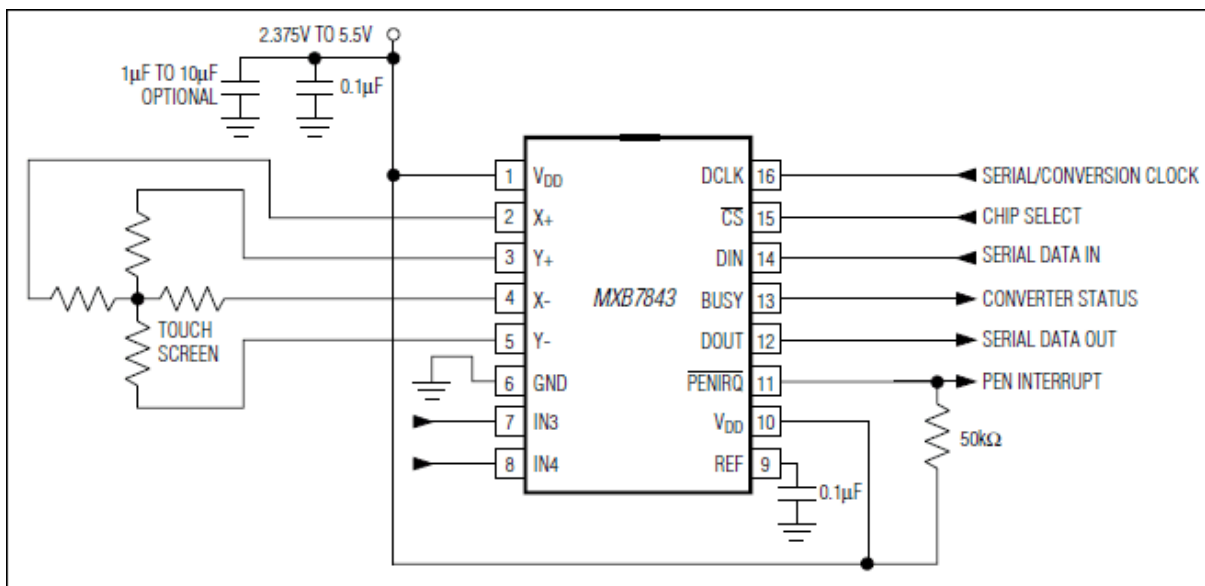 2.375V TO 5.5V
1µF TO 10µF
OPTIONAL
0.1µF
1 VDD DCLK 16 SERIAL/CONVERSION CLOCK
2 X+ CS 15 CHIP SELECT
3 Y+ DIN 14 SERIAL DATA IN
4 X- MXB7843 BUSY 13 CONVERTER STATUS
TOUCH
SCREEN
5 Y- DOUT 12 SERIAL DATA OUT
6 GND PENIRQ 11 PEN INTERRUPT
7 IN3 VDD 10
50kΩ
8 IN4 REF 9
0.1µF